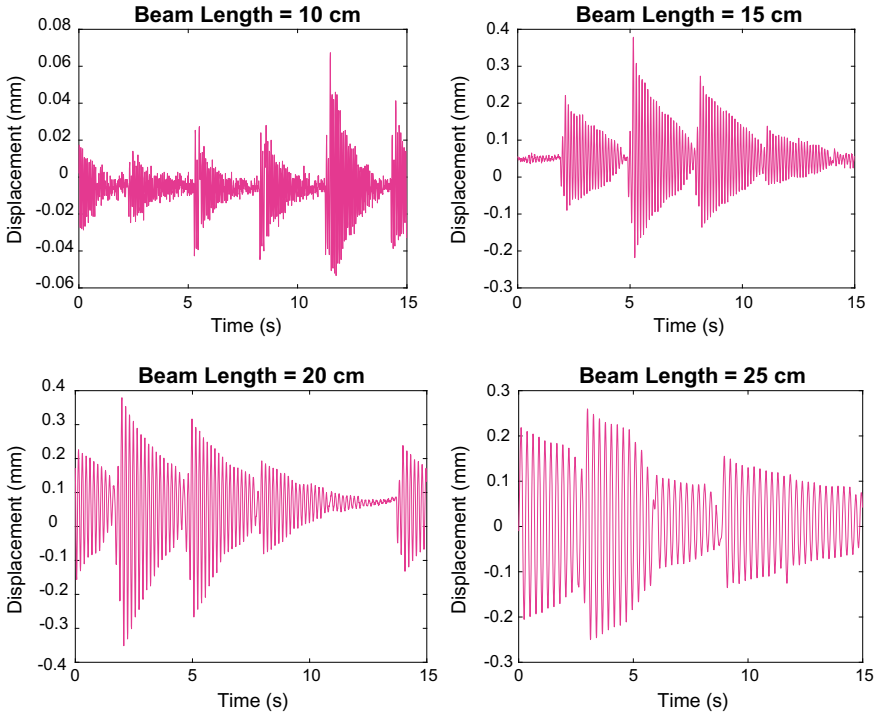 Beam Length = 10 cm
Displacement (mm)
0.08
0.06
0.04
0.02
0
-0.02
-0.04
-0.06
0 5 10 15
Time (s)
Beam Length = 15 cm
Displacement (mm)
0.4
0.3
0.2
0.1
0
-0.1
-0.2
-0.3
0 5 10 15
Time (s)
Beam Length = 20 cm
Displacement (mm)
0.4
0.3
0.2
0.1
0
-0.1
-0.2
-0.3
-0.4
0 5 10 15
Time (s)
Beam Length = 25 cm
Displacement (mm)
0.3
0.2
0.1
0
-0.1
-0.2
-0.3
0 5 10 15
Time (s)